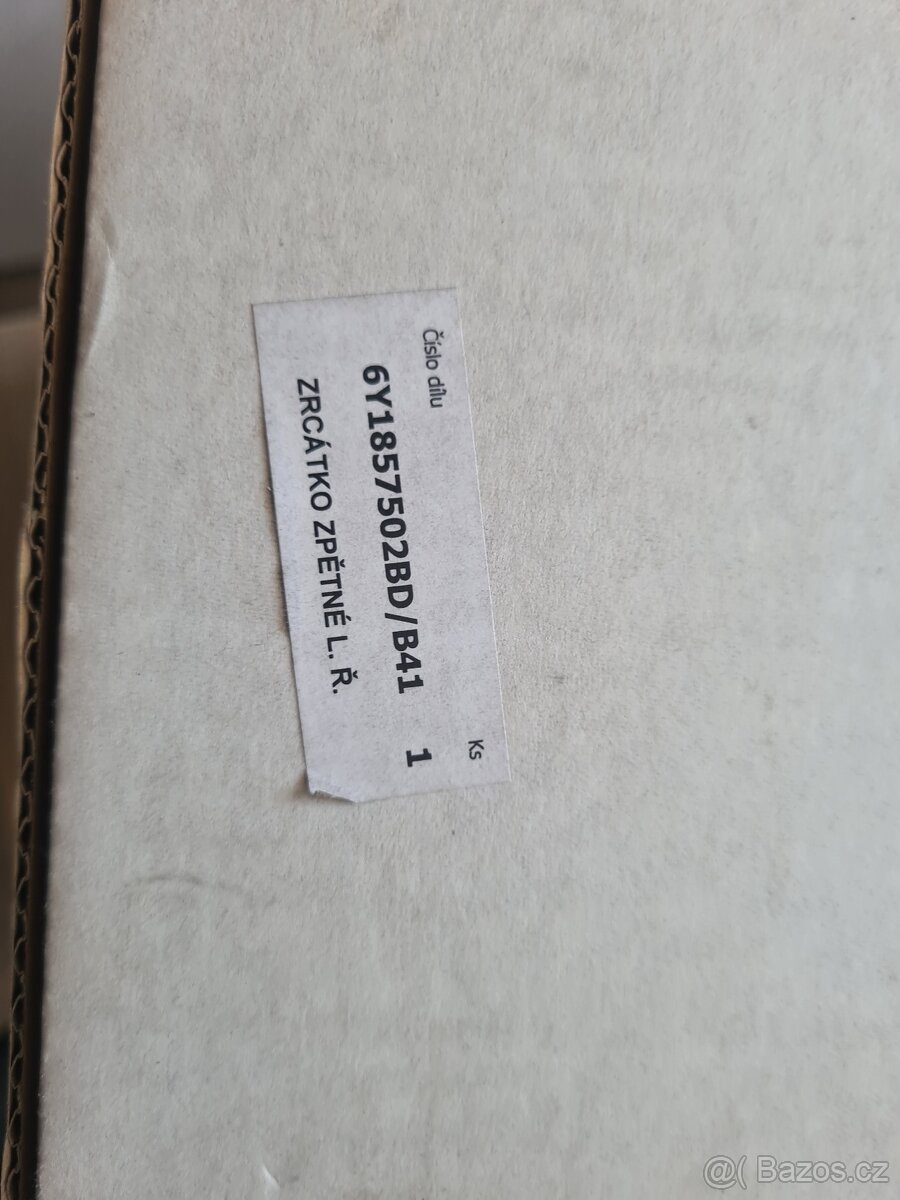 Číslo dílu Ks
6Y1857502BD/B41 1
ZRCÁTKO ZPĚTNÉ L. Ř.
@( Bazos.cz